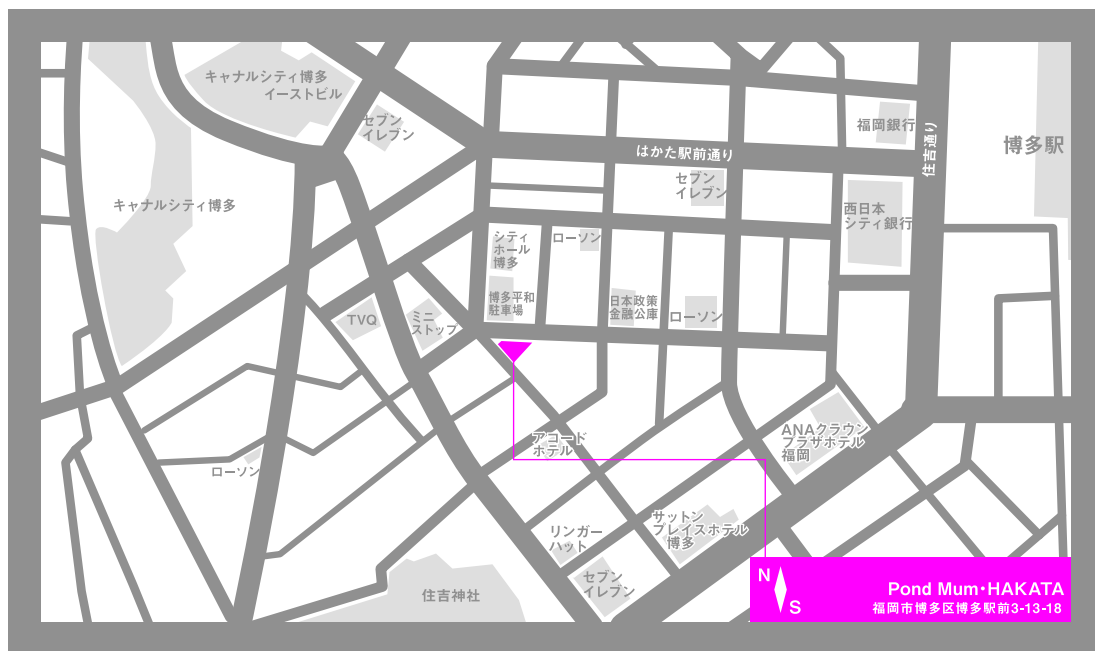 キャナルシティ博多
イーストビル
セブン
イレブン
福岡銀行
住吉通り
博多駅
はかた駅前通り
セブン
イレブン
キャナルシティ博多
西日本
シティ銀行
シティ
ホール
博多
ローソン
博多平和
駐車場
日本政策
金融公庫
ローソン
TVQ
ミニ
ストップ
アコード
ホテル
ANAクラウン
プラザホテル
福岡
ローソン
サットン
プレイスホテル
博多
リンガー
ハット
セブン
イレブン
住吉神社
N
S
Pond Mum・HAKATA
福岡市博多区博多駅前3-13-18